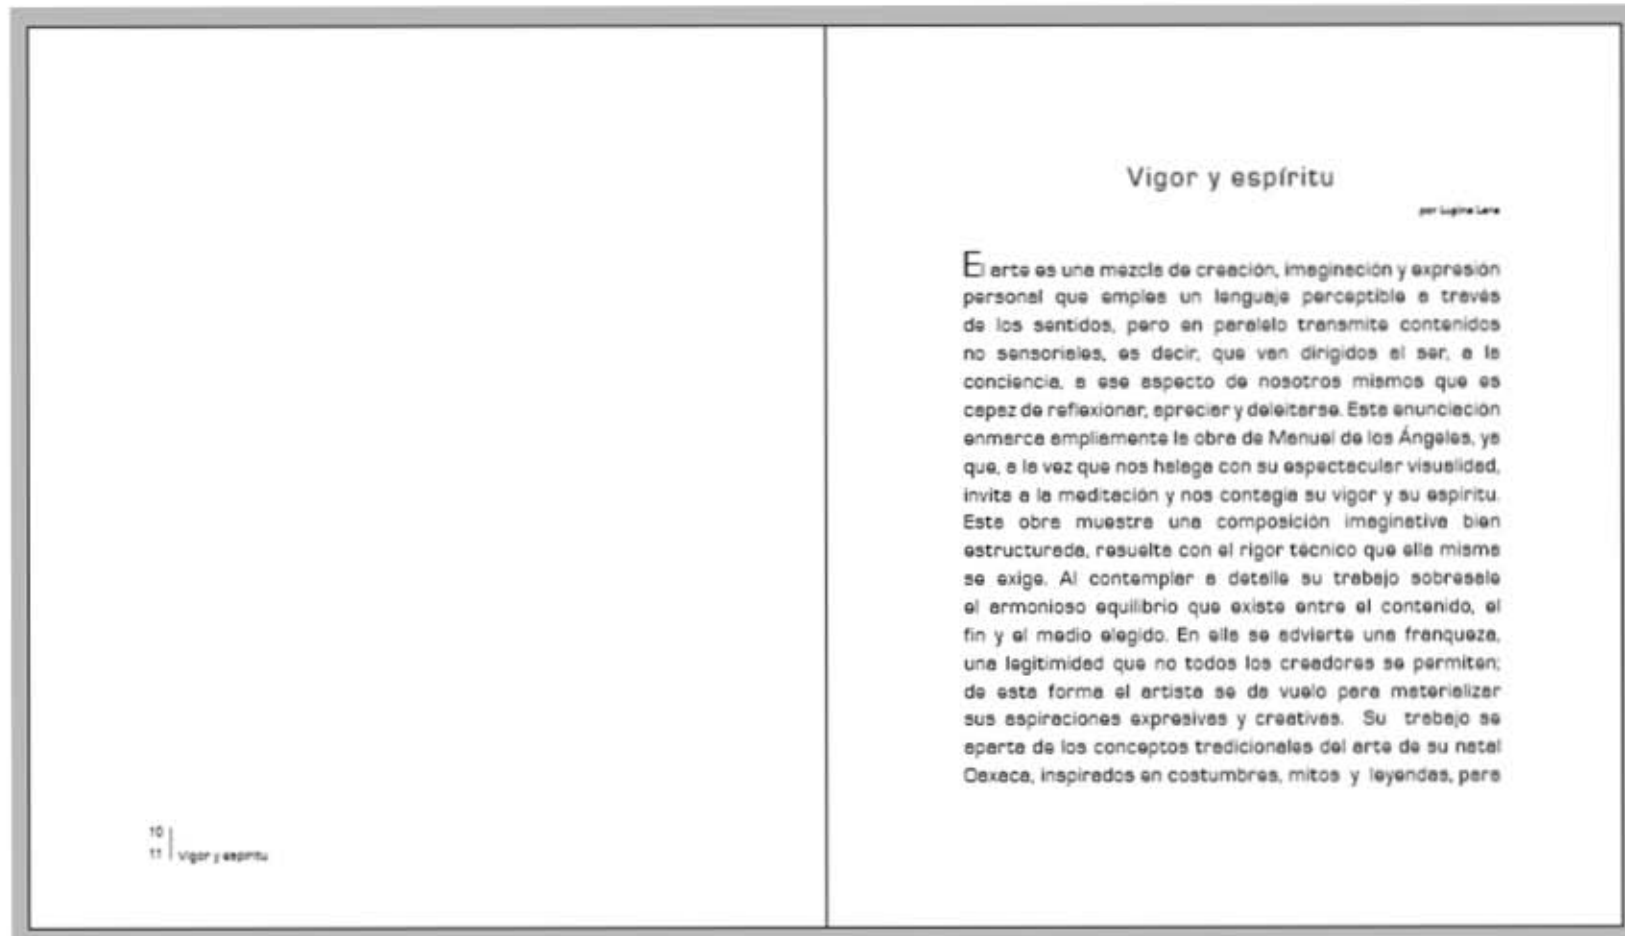 10
11 Vigor y espíritu
Vigor y espíritu
por Lupina Lara
El arte es una mezcla de creación, imaginación y expresión
personal que emplea un lenguaje perceptible a través
de los sentidos, pero en paralelo transmite contenidos
no sensoriales, es decir, que van dirigidos al ser, a la
conciencia, a ese aspecto de nosotros mismos que es
capaz de reflexionar, apreciar y deleitarse. Esta enunciación
enmarca ampliamente la obra de Manuel de los Ángeles, ya
que, a la vez que nos halaga con su espectacular visualidad,
invita a la meditación y nos contagia su vigor y su espíritu.
Esta obra muestra una composición imaginativa bien
estructurada, resuelta con el rigor técnico que ella misma
se exige. Al contemplar a detalle su trabajo sobresale
el armonioso equilibrio que existe entre el contenido, el
fin y el medio elegido. En ella se advierte una franqueza,
una legitimidad que no todos los creadores se permiten;
de esta forma el artista se da vuelo para materializar
sus aspiraciones expresivas y creativas. Su trabajo se
aparta de los conceptos tradicionales del arte de su natal
Oaxaca, inspirados en costumbres, mitos y leyendas, para